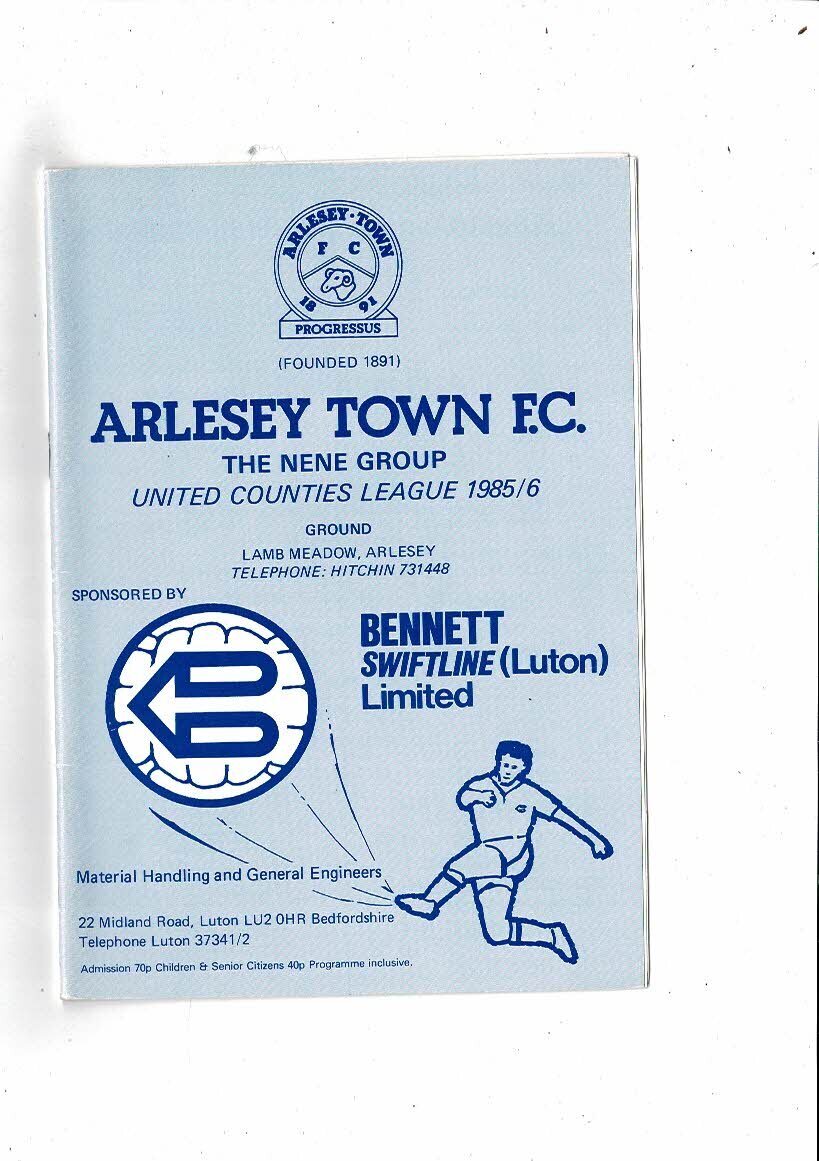 ARLESEY·TOWN
F C
18 91
PROGRESSUS
(FOUNDED 1891)
ARLESEY TOWN F.C.
THE NENE GROUP
UNITED COUNTIES LEAGUE 1985/6
GROUND
LAMB MEADOW, ARLESEY
TELEPHONE: HITCHIN 731448
SPONSORED BY
BENNETT
SWIFTLINE (Luton)
Limited
Material Handling and General Engineers
22 Midland Road, Luton LU2 0HR Bedfordshire
Telephone Luton 37341/2
Admission 70p Children & Senior Citizens 40p Programme inclusive.